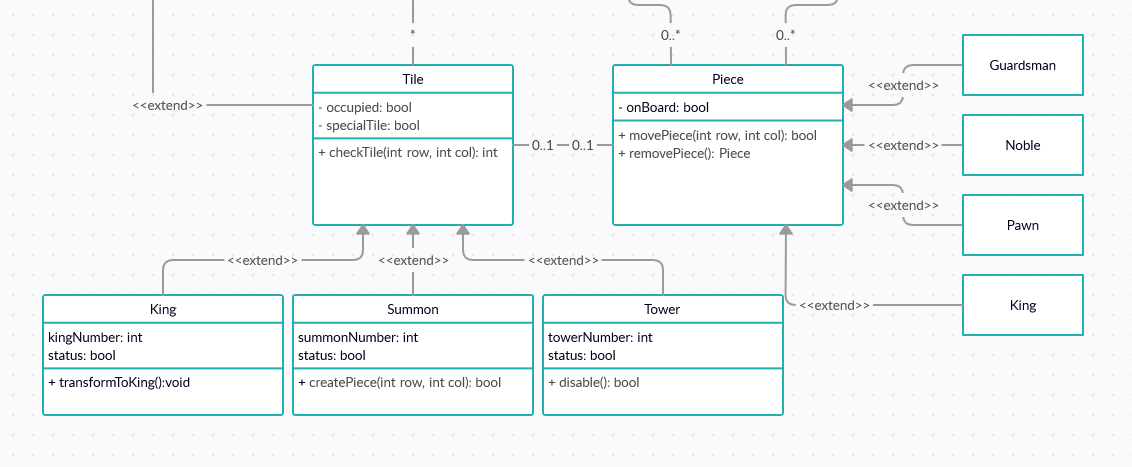 *
0..*
0..*
<<extend>>
Tile
- occupied: bool
- specialTile: bool
+ checkTile(int row, int col): int
0..1
0..1
Piece
- onBoard: bool
+ movePiece(int row, int col): bool
+ removePiece(): Piece
<<extend>>
Guardsman
<<extend>>
Noble
<<extend>>
Pawn
<<extend>>
King
<<extend>>
<<extend>>
<<extend>>
King
kingNumber: int
status: bool
+ transformToKing():void
Summon
summonNumber: int
status: bool
+ createPiece(int row, int col): bool
Tower
towerNumber: int
status: bool
+ disable(): bool